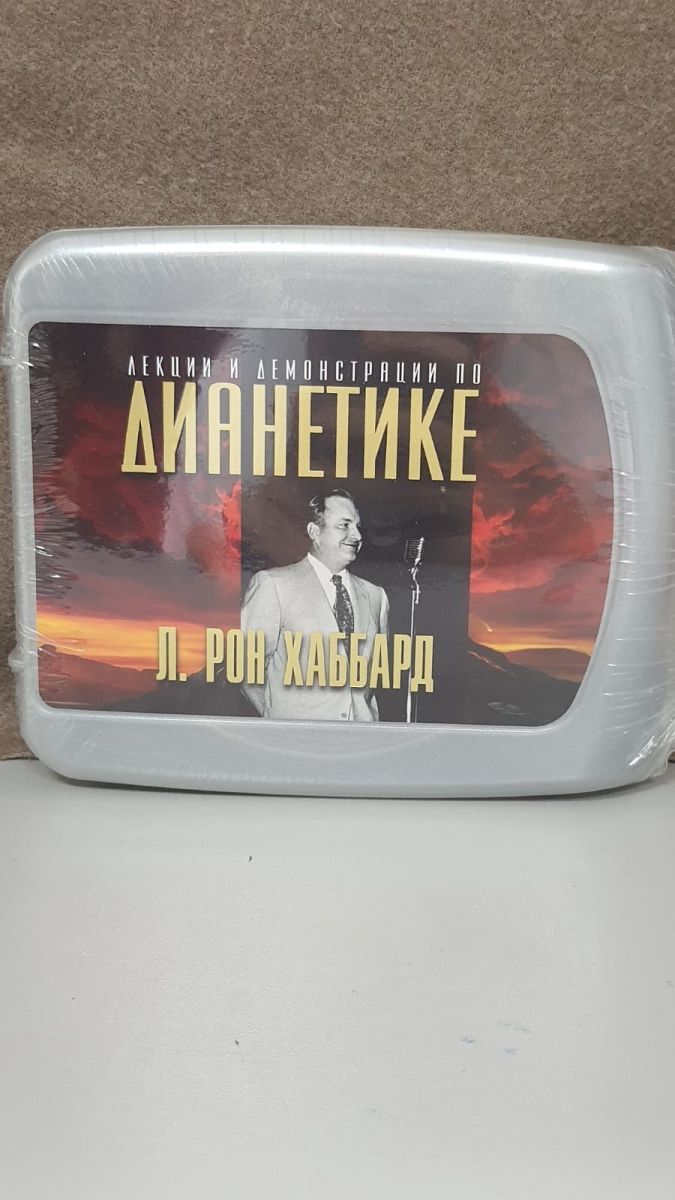 ЛЕКЦИИ И ДЕМОНСТРАЦИИ ПО
ДИАНЕТИКЕ
Л. РОН ХАББАРД